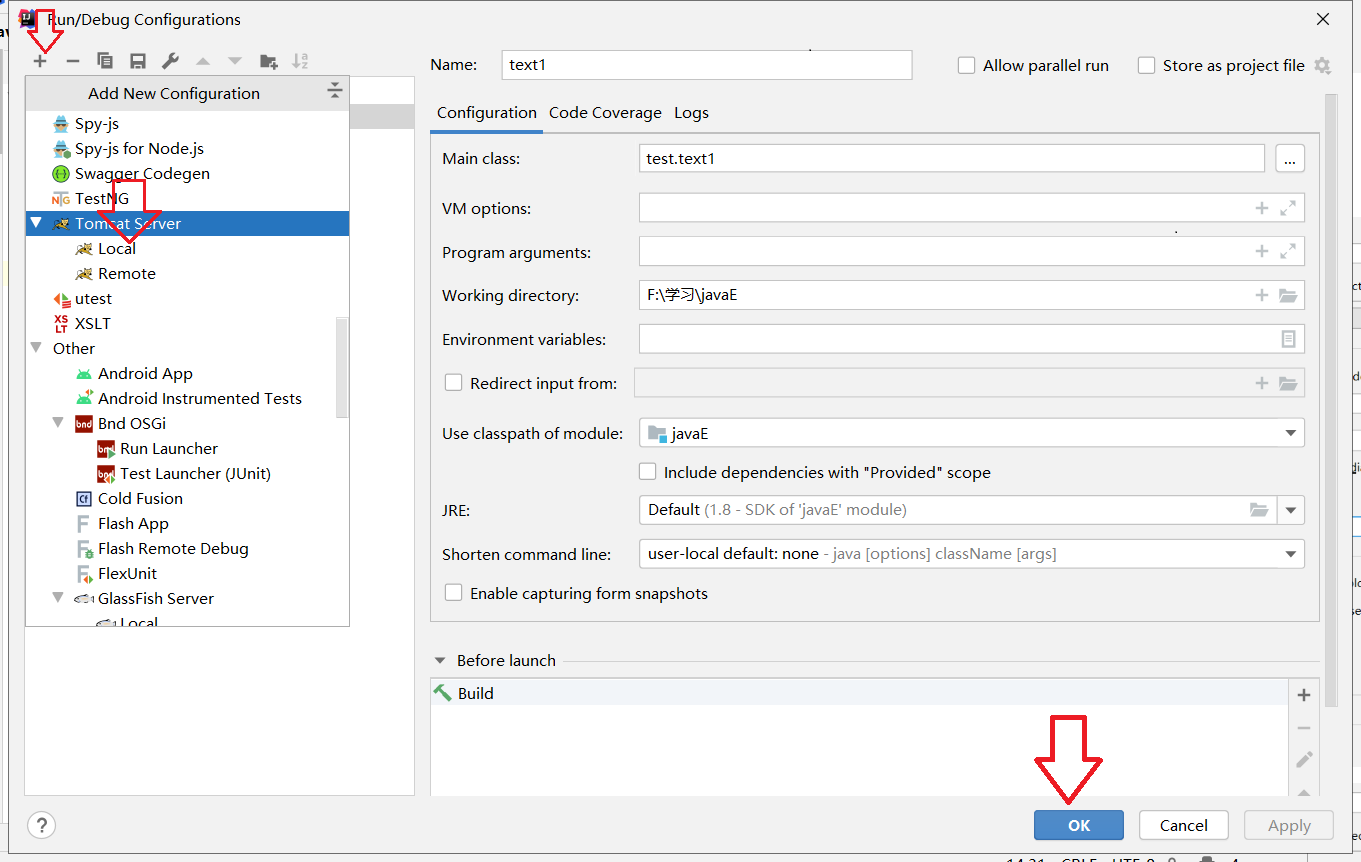 Run/Debug Configurations
Add New Configuration
Spy-js
Spy-js for Node.js
Swagger Codegen
TestNG
Tomcat Server
Local
Remote
utest
XSLT
Other
Android App
Android Instrumented Tests
bnd Bnd OSGi
Run Launcher
Test Launcher (JUnit)
Cf Cold Fusion
Flash App
Flash Remote Debug
FlexUnit
GlassFish Server
Local
Name: text1
Allow parallel run
Store as project file
Configuration Code Coverage Logs
Main class: test.text1 ...
VM options:
Program arguments:
Working directory: F:\学习\javaE
Environment variables:
Redirect input from:
Use classpath of module: javaE
Include dependencies with "Provided" scope
JRE: Default (1.8 - SDK of 'javaE' module)
Shorten command line: user-local default: none - java [options] className [args]
Enable capturing form snapshots
Before launch
Build
? OK Cancel Apply